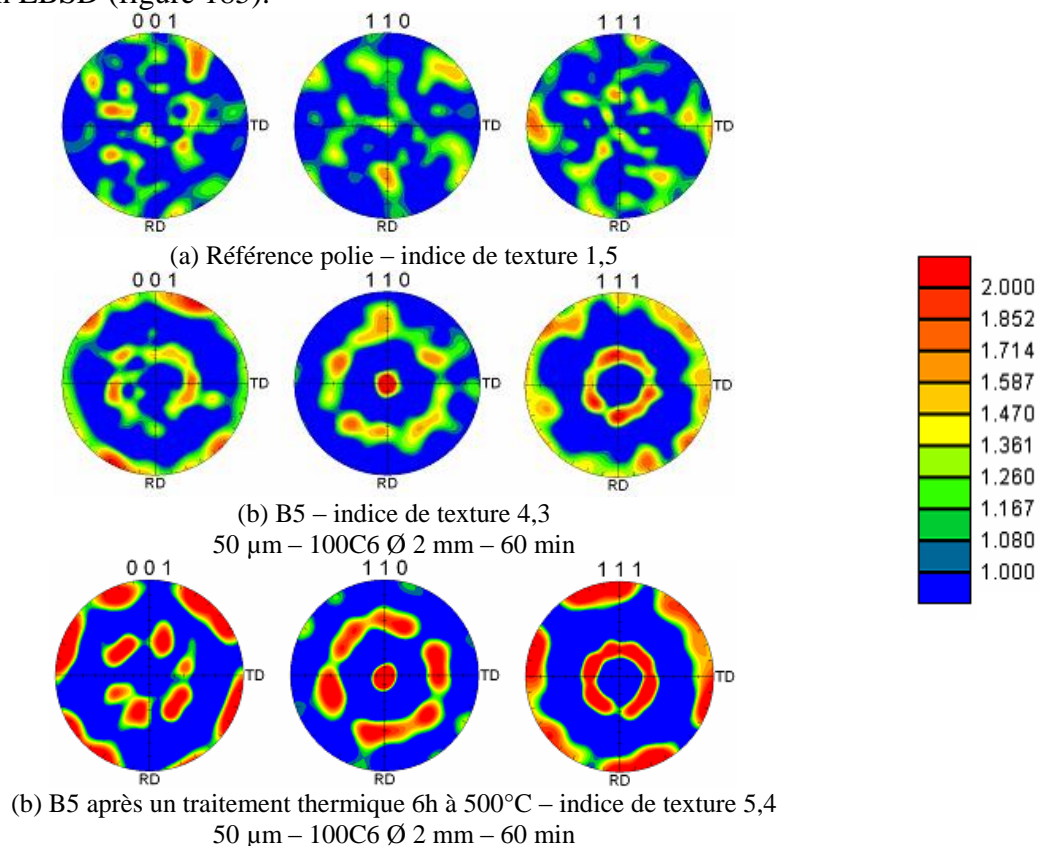 EBSD (figure 185).
0 0 1 1 1 0 1 1 1
TD TD TD
RD RD RD
(a) Référence polie – indice de texture 1,5
0 0 1 1 1 0 1 1 1
TD TD TD
RD RD RD
(b) B5 – indice de texture 4,3
50 µm – 100C6 Ø 2 mm – 60 min
0 0 1 1 1 0 1 1 1
TD TD TD
RD RD RD
(b) B5 après un traitement thermique 6h à 500°C – indice de texture 5,4
50 µm – 100C6 Ø 2 mm – 60 min
2.000
1.852
1.714
1.587
1.470
1.361
1.260
1.167
1.080
1.000